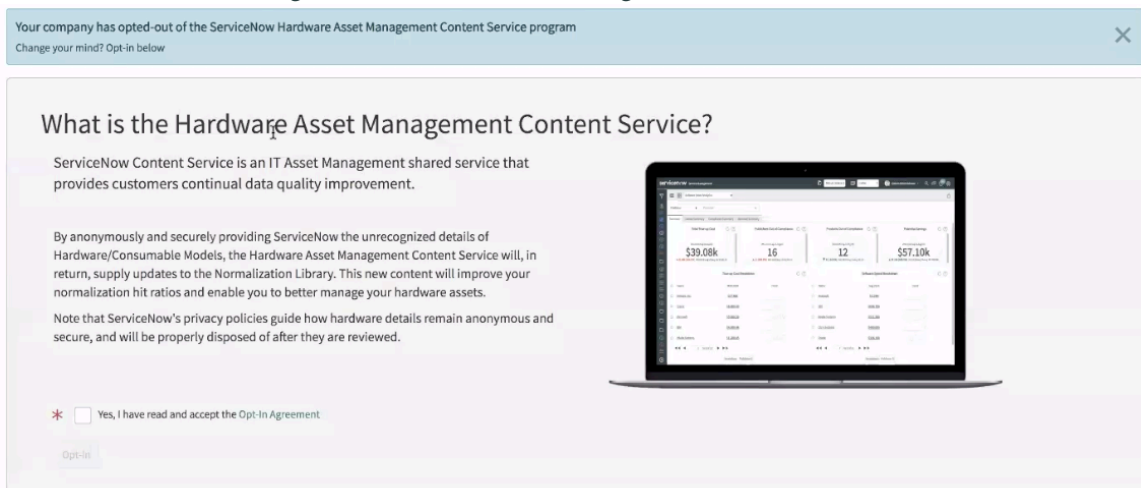 Your company has opted-out of the ServiceNow Hardware Asset Management Content Service program
Change your mind? Opt-in below
What is the Hardware Asset Management Content Service?
ServiceNow Content Service is an IT Asset Management shared service that
provides customers continual data quality improvement.
By anonymously and securely providing ServiceNow the unrecognized details of
Hardware/Consumable Models, the Hardware Asset Management Content Service will, in
return, supply updates to the Normalization Library. This new content will improve your
normalization hit ratios and enable you to better manage your hardware assets.
Note that ServiceNow's privacy policies guide how hardware details remain anonymous and
secure, and will be properly disposed of after they are reviewed.
$39.08k
16
12
$57.10k
* Yes, I have read and accept the Opt-In Agreement
Opt-in